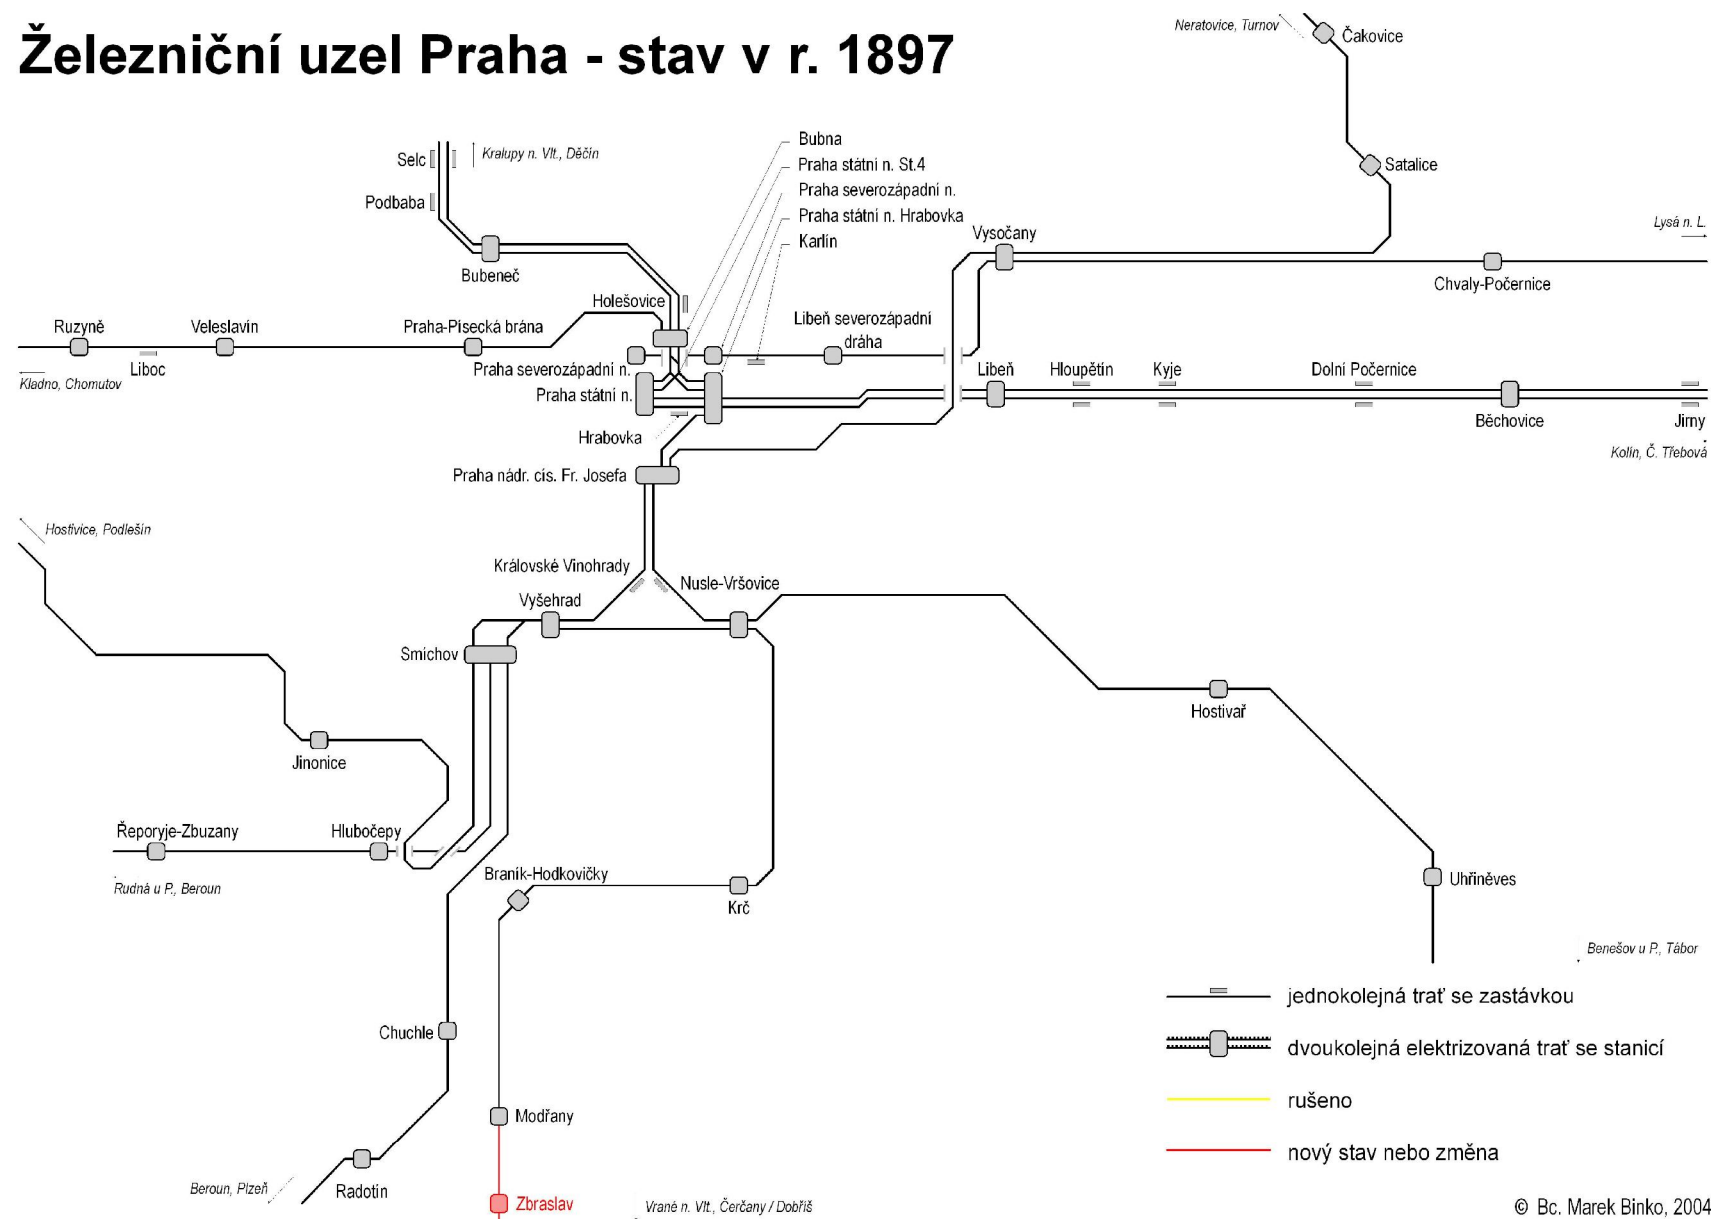 Železniční uzel Praha - stav v r. 1897
Neratovice, Turnov
Čakovice
Bubna
Selc
Kralupy n. Vlt., Děčín
Praha státní n. St.4
Satalice
Podbaba
Praha severozápadní n.
Praha státní n. Hrabovka
Lysá n. L.
Karlín
Vysočany
Bubeneč
Chvaly-Počernice
Holešovice
Libeň severozápadní
dráha
Ruzyně
Veleslavín
Praha-Písecká brána
Liboc
Praha severozápadní n.
Libeň
Hloupětín
Kyje
Dolní Počernice
Kladno, Chomutov
Praha státní n.
Běchovice
Jirny
Hrabovka
Kolín, Č. Třebová
Praha nádr. cís. Fr. Josefa
Hostivice, Podlešín
Královské Vinohrady
Nusle-Vršovice
Vyšehrad
Smichov
Hostivař
Jinonice
Řeporyje-Zbuzany
Hlubočepy
Rudná u P., Beroun
Braník-Hodkovičky
Krč
Uhřiněves
Benešov u P., Tábor
jednokolejná trať se zastávkou
Chuchle
dvoukolejná elektrizovaná trať se stanicí
rušeno
Modřany
nový stav nebo změna
Beroun, Plzeň
Radotín
Zbraslav
Vrané n. Vlt., Čerčany / Dobříš
© Bc. Marek Binko, 2004